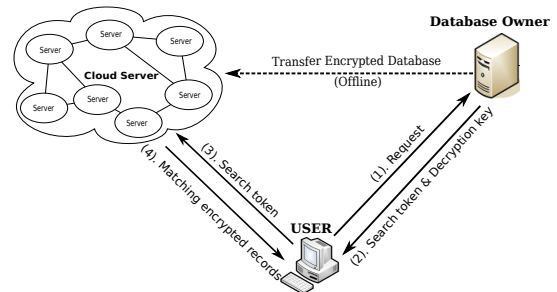 Database Owner
Server
Server
Server
Cloud Server
Server
Server
Server
Server
Transfer Encrypted Database
(Offline)
(1). Request
(2). Search token & Decryption key
(3). Search token
(4). Matching encrypted records
USER